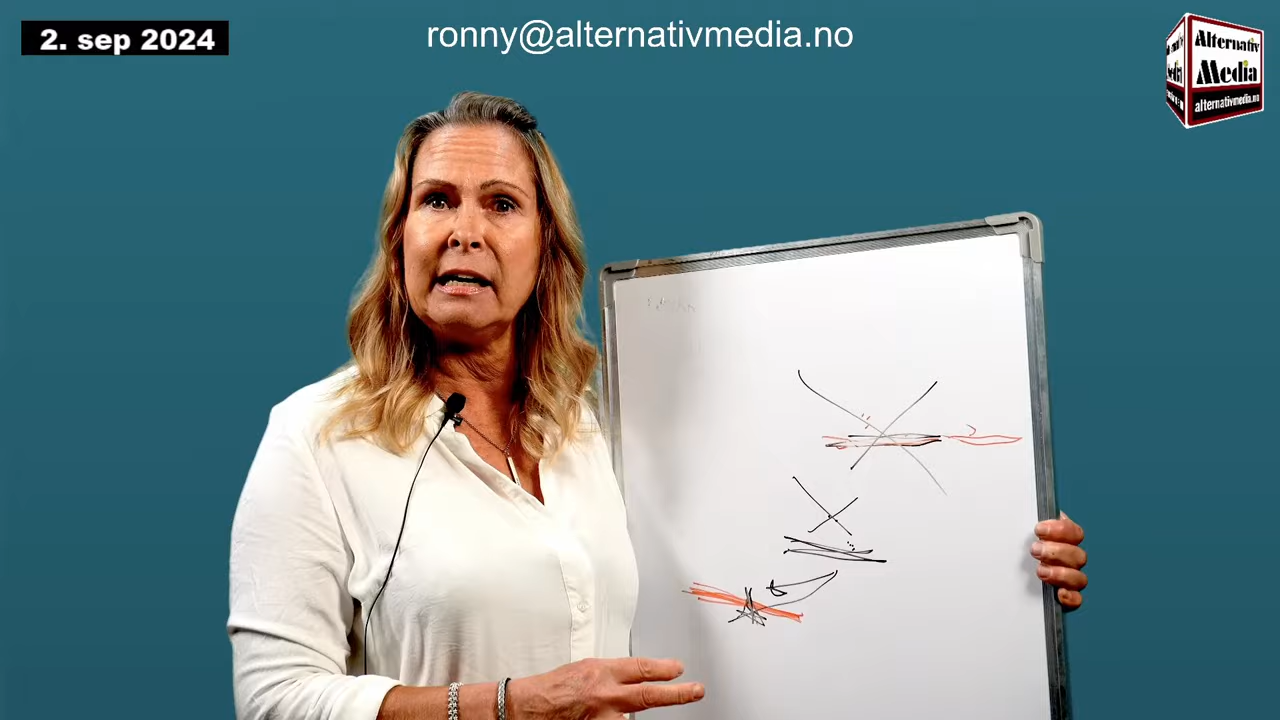 2. sep 2024
ronny@alternativmedia.no
Alternativ
Media
alternativmedia.no